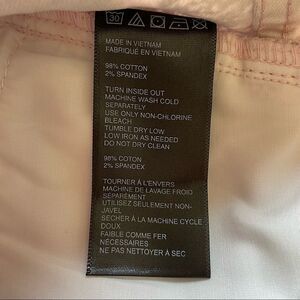 30
MADE IN VIETNAM
FABRIQUÉ EN VIETNAM
98% COTTON
2% SPANDEX
TURN INSIDE OUT
MACHINE WASH COLD
SEPARATELY
USE ONLY NON-CHLORINE
BLEACH
TUMBLE DRY LOW
LOW IRON AS NEEDED
DO NOT DRY CLEAN
98% COTON
2% SPANDEX
TOURNER À L'ENVERS
MACHINE DE LAVAGE FROID
SÉPARÉMENT
UTILISEZ SEULEMENT NON-
JAVEL
SÉCHER À LA MACHINE CYCLE
DOUX
FAIBLE COMME FER
NÉCESSAIRES
NE PAS NETTOYER À SEC